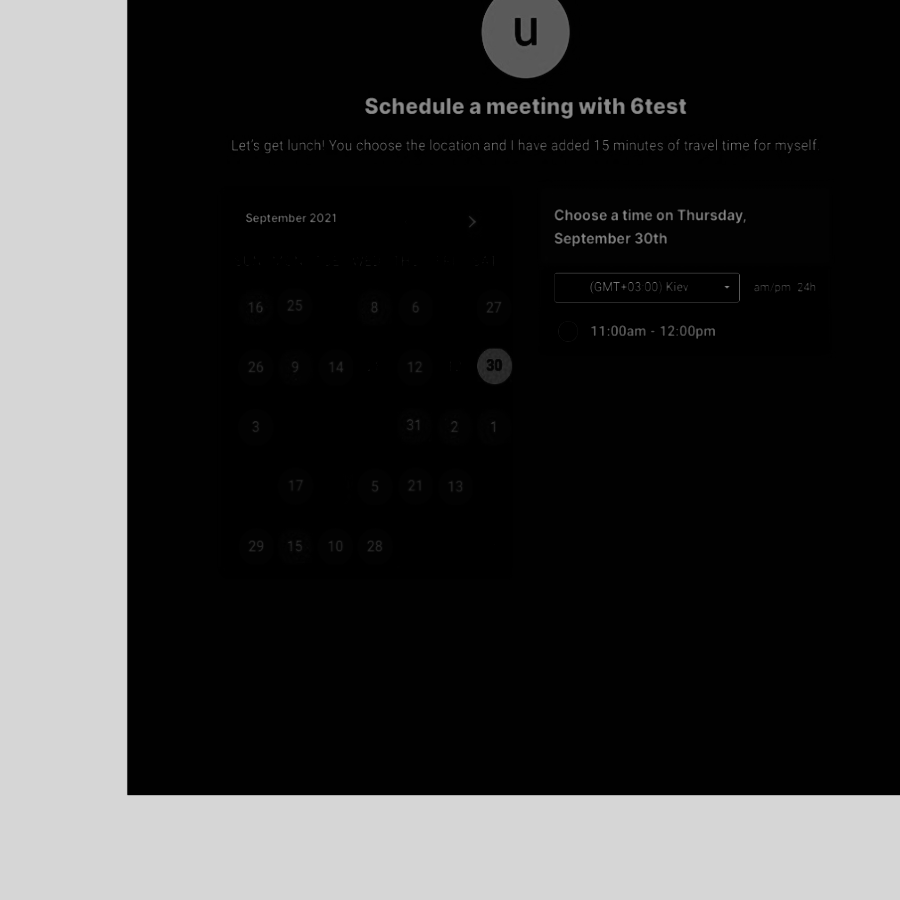 u
Schedule a meeting with 6test
Let's get lunch! You choose the location and I have added 15 minutes of travel time for myself
September 2021
16 25 8 6 27
26 9 14 12 30
3 31 2 1
17 5 21 13
29 15 10 28
Choose a time on Thursday,
September 30th
(GMT+03:00) Kiev am/pm 24h
11:00am - 12:00pm